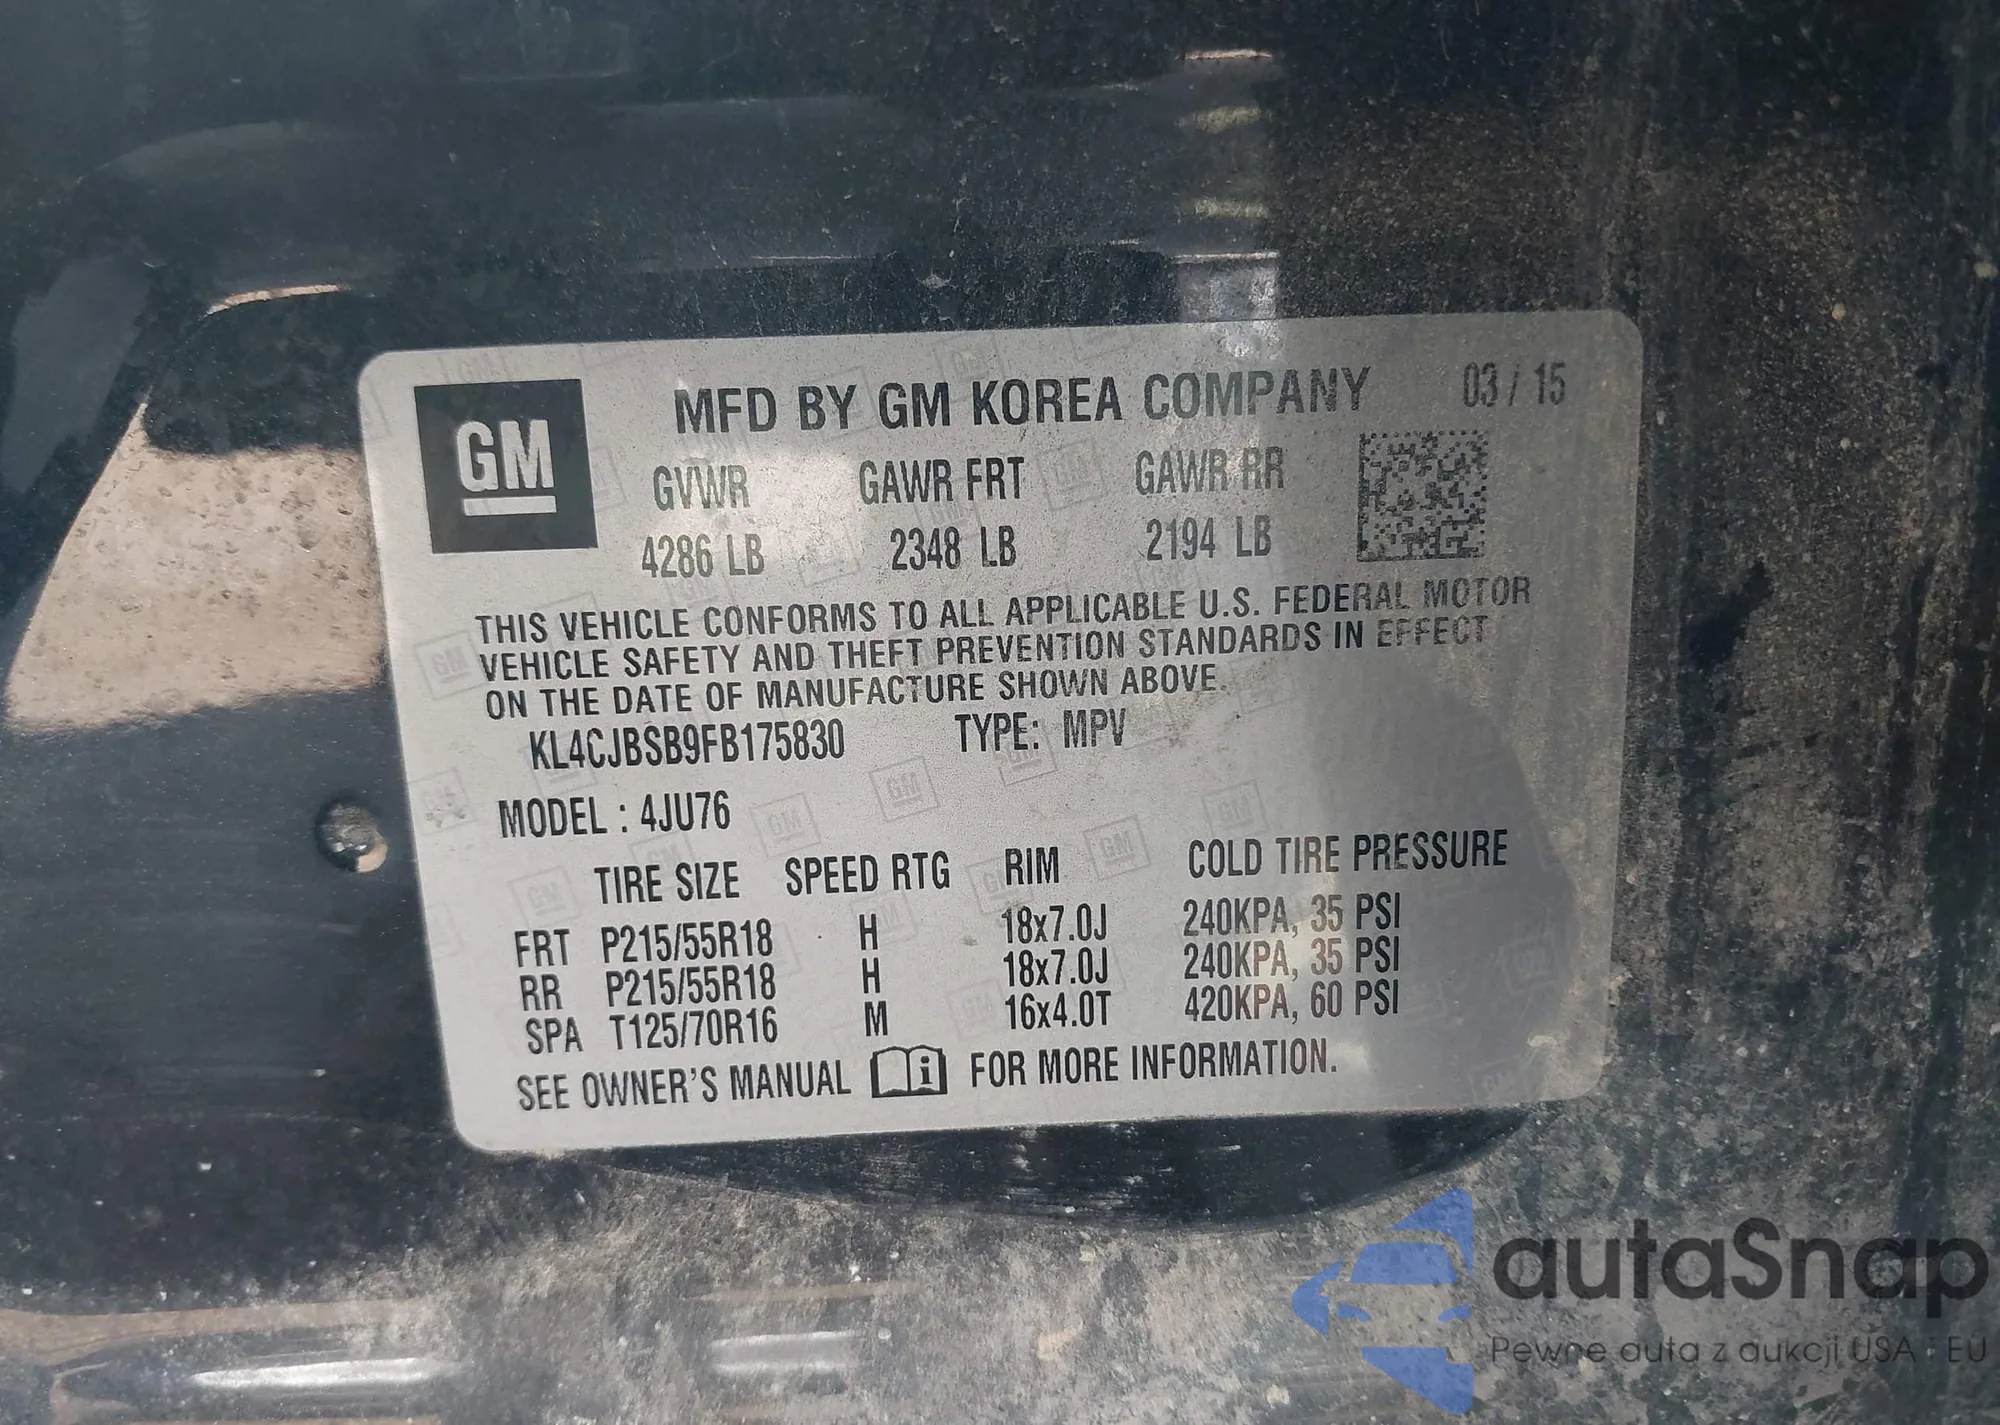 GM
MFD BY GM KOREA COMPANY 03 / 15
GVWR GAWR FRT GAWR RR
4286 LB 2348 LB 2194 LB
THIS VEHICLE CONFORMS TO ALL APPLICABLE U.S. FEDERAL MOTOR
VEHICLE SAFETY AND THEFT PREVENTION STANDARDS IN EFFECT
ON THE DATE OF MANUFACTURE SHOWN ABOVE.
KL4CJBSB9FB175830 TYPE: MPV
MODEL : 4JU76
TIRE SIZE SPEED RTG RIM COLD TIRE PRESSURE
FRT P215/55R18 H 18x7.0J 240KPA, 35 PSI
RR P215/55R18 H 18x7.0J 240KPA, 35 PSI
SPA T125/70R16 M 16x4.0T 420KPA, 60 PSI
SEE OWNER'S MANUAL i FOR MORE INFORMATION.
autaSnap
Pewne auta z aukcji USA i EU